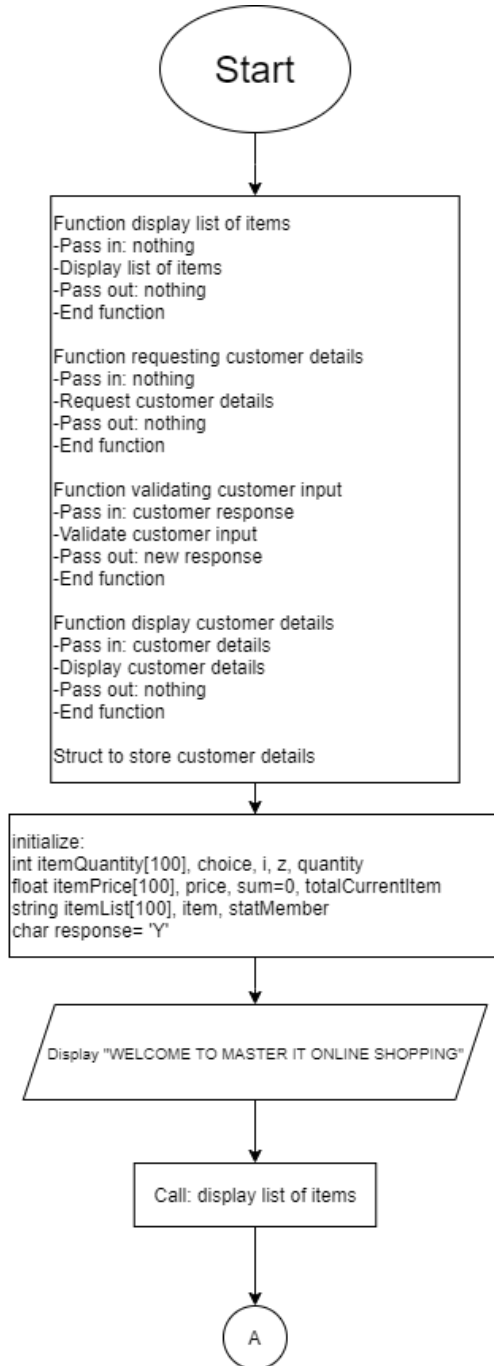 Start
Function display list of items
-Pass in: nothing
-Display list of items
-Pass out: nothing
-End function
Function requesting customer details
-Pass in: nothing
-Request customer details
-Pass out: nothing
-End function
Function validating customer input
-Pass in: customer response
-Validate customer input
-Pass out: new response
-End function
Function display customer details
-Pass in: customer details
-Display customer details
-Pass out: nothing
-End function
Struct to store customer details
initialize:
int itemQuantity[100], choice, i, z, quantity
float itemPrice[100], price, sum=0, totalCurrentItem
string itemList[100], item, statMember
char response= 'Y'
Display "WELCOME TO MASTER IT ONLINE SHOPPING"
Call: display list of items
A